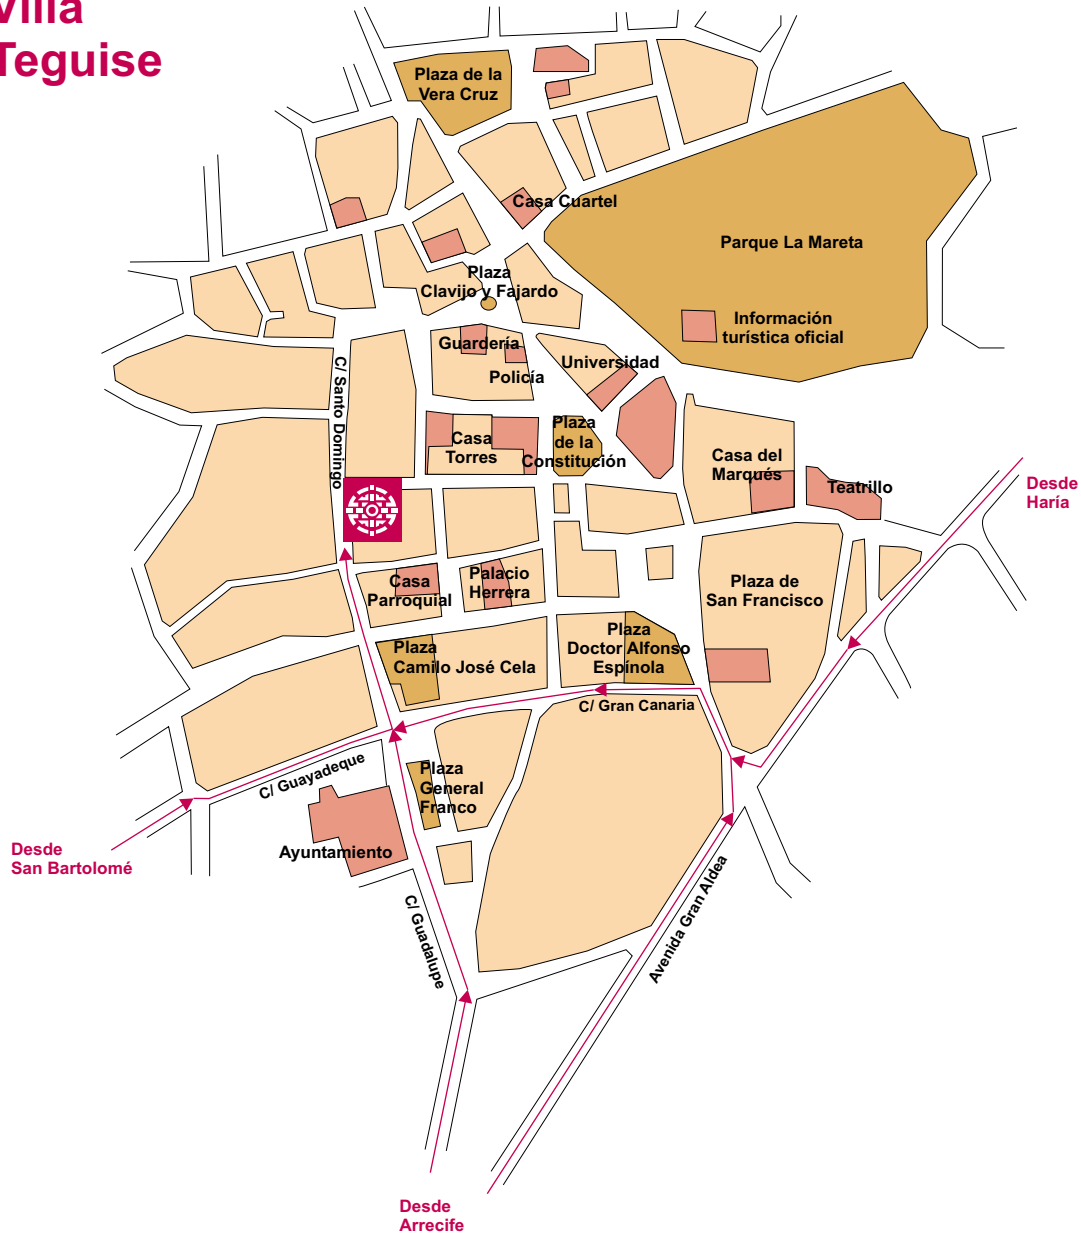 Villa
Teguise
Plaza de la
Vera Cruz
Casa Cuartel
Parque La Mareta
Plaza
Clavijo y Fajardo
Información
turística oficial
Guardería
Policía
Universidad
C/ Santo Domingo
Casa
Torres
Plaza
de la
Constitución
Casa del
Marqués
Teatrillo
Desde
Haría
Casa
Parroquial
Palacio
Herrera
Plaza de
San Francisco
Plaza
Camilo José Cela
Plaza
Doctor Alfonso
Espínola
C/ Gran Canaria
C/ Guayadeque
Plaza
General
Franco
Ayuntamiento
Desde
San Bartolomé
C/ Guadalupe
Avenida Gran Aldea
Desde
Arrecife